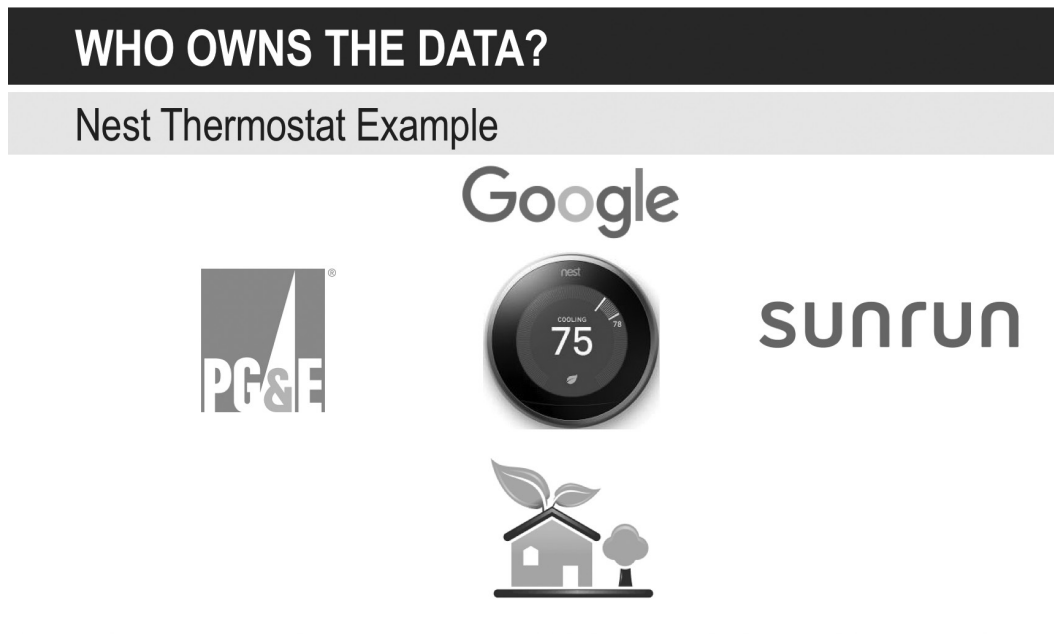 WHO OWNS THE DATA?
Nest Thermostat Example
Google
nest
COOLING
78
75
PG&E
®
sunrun